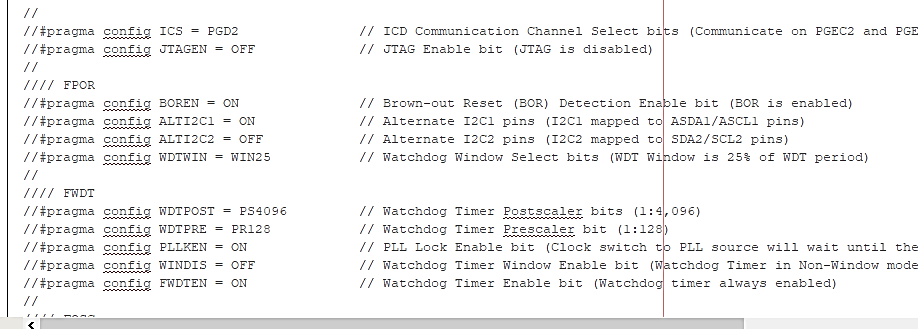 //
//#pragma config ICS = PGD2 // ICD Communication Channel Select bits (Communicate on PGEC2 and PGE
//#pragma config JTAGEN = OFF // JTAG Enable bit (JTAG is disabled)
//
//// FPOR
//#pragma config BOREN = ON // Brown-out Reset (BOR) Detection Enable bit (BOR is enabled)
//#pragma config ALTI2C1 = ON // Alternate I2C1 pins (I2C1 mapped to ASDA1/ASCL1 pins)
//#pragma config ALTI2C2 = OFF // Alternate I2C2 pins (I2C2 mapped to SDA2/SCL2 pins)
//#pragma config WDTWIN = WIN25 // Watchdog Window Select bits (WDT Window is 25% of WDT period)
//
//// FWDT
//#pragma config WDTPOST = PS4096 // Watchdog Timer Postscaler bits (1:4,096)
//#pragma config WDTPRE = PR128 // Watchdog Timer Prescaler bit (1:128)
//#pragma config PLLKEN = ON // PLL Lock Enable bit (Clock switch to PLL source will wait until the
//#pragma config WINDIS = OFF // Watchdog Timer Window Enable bit (Watchdog Timer in Non-Window mode
//#pragma config FWDTEN = ON // Watchdog Timer Enable bit (Watchdog timer always enabled)
//